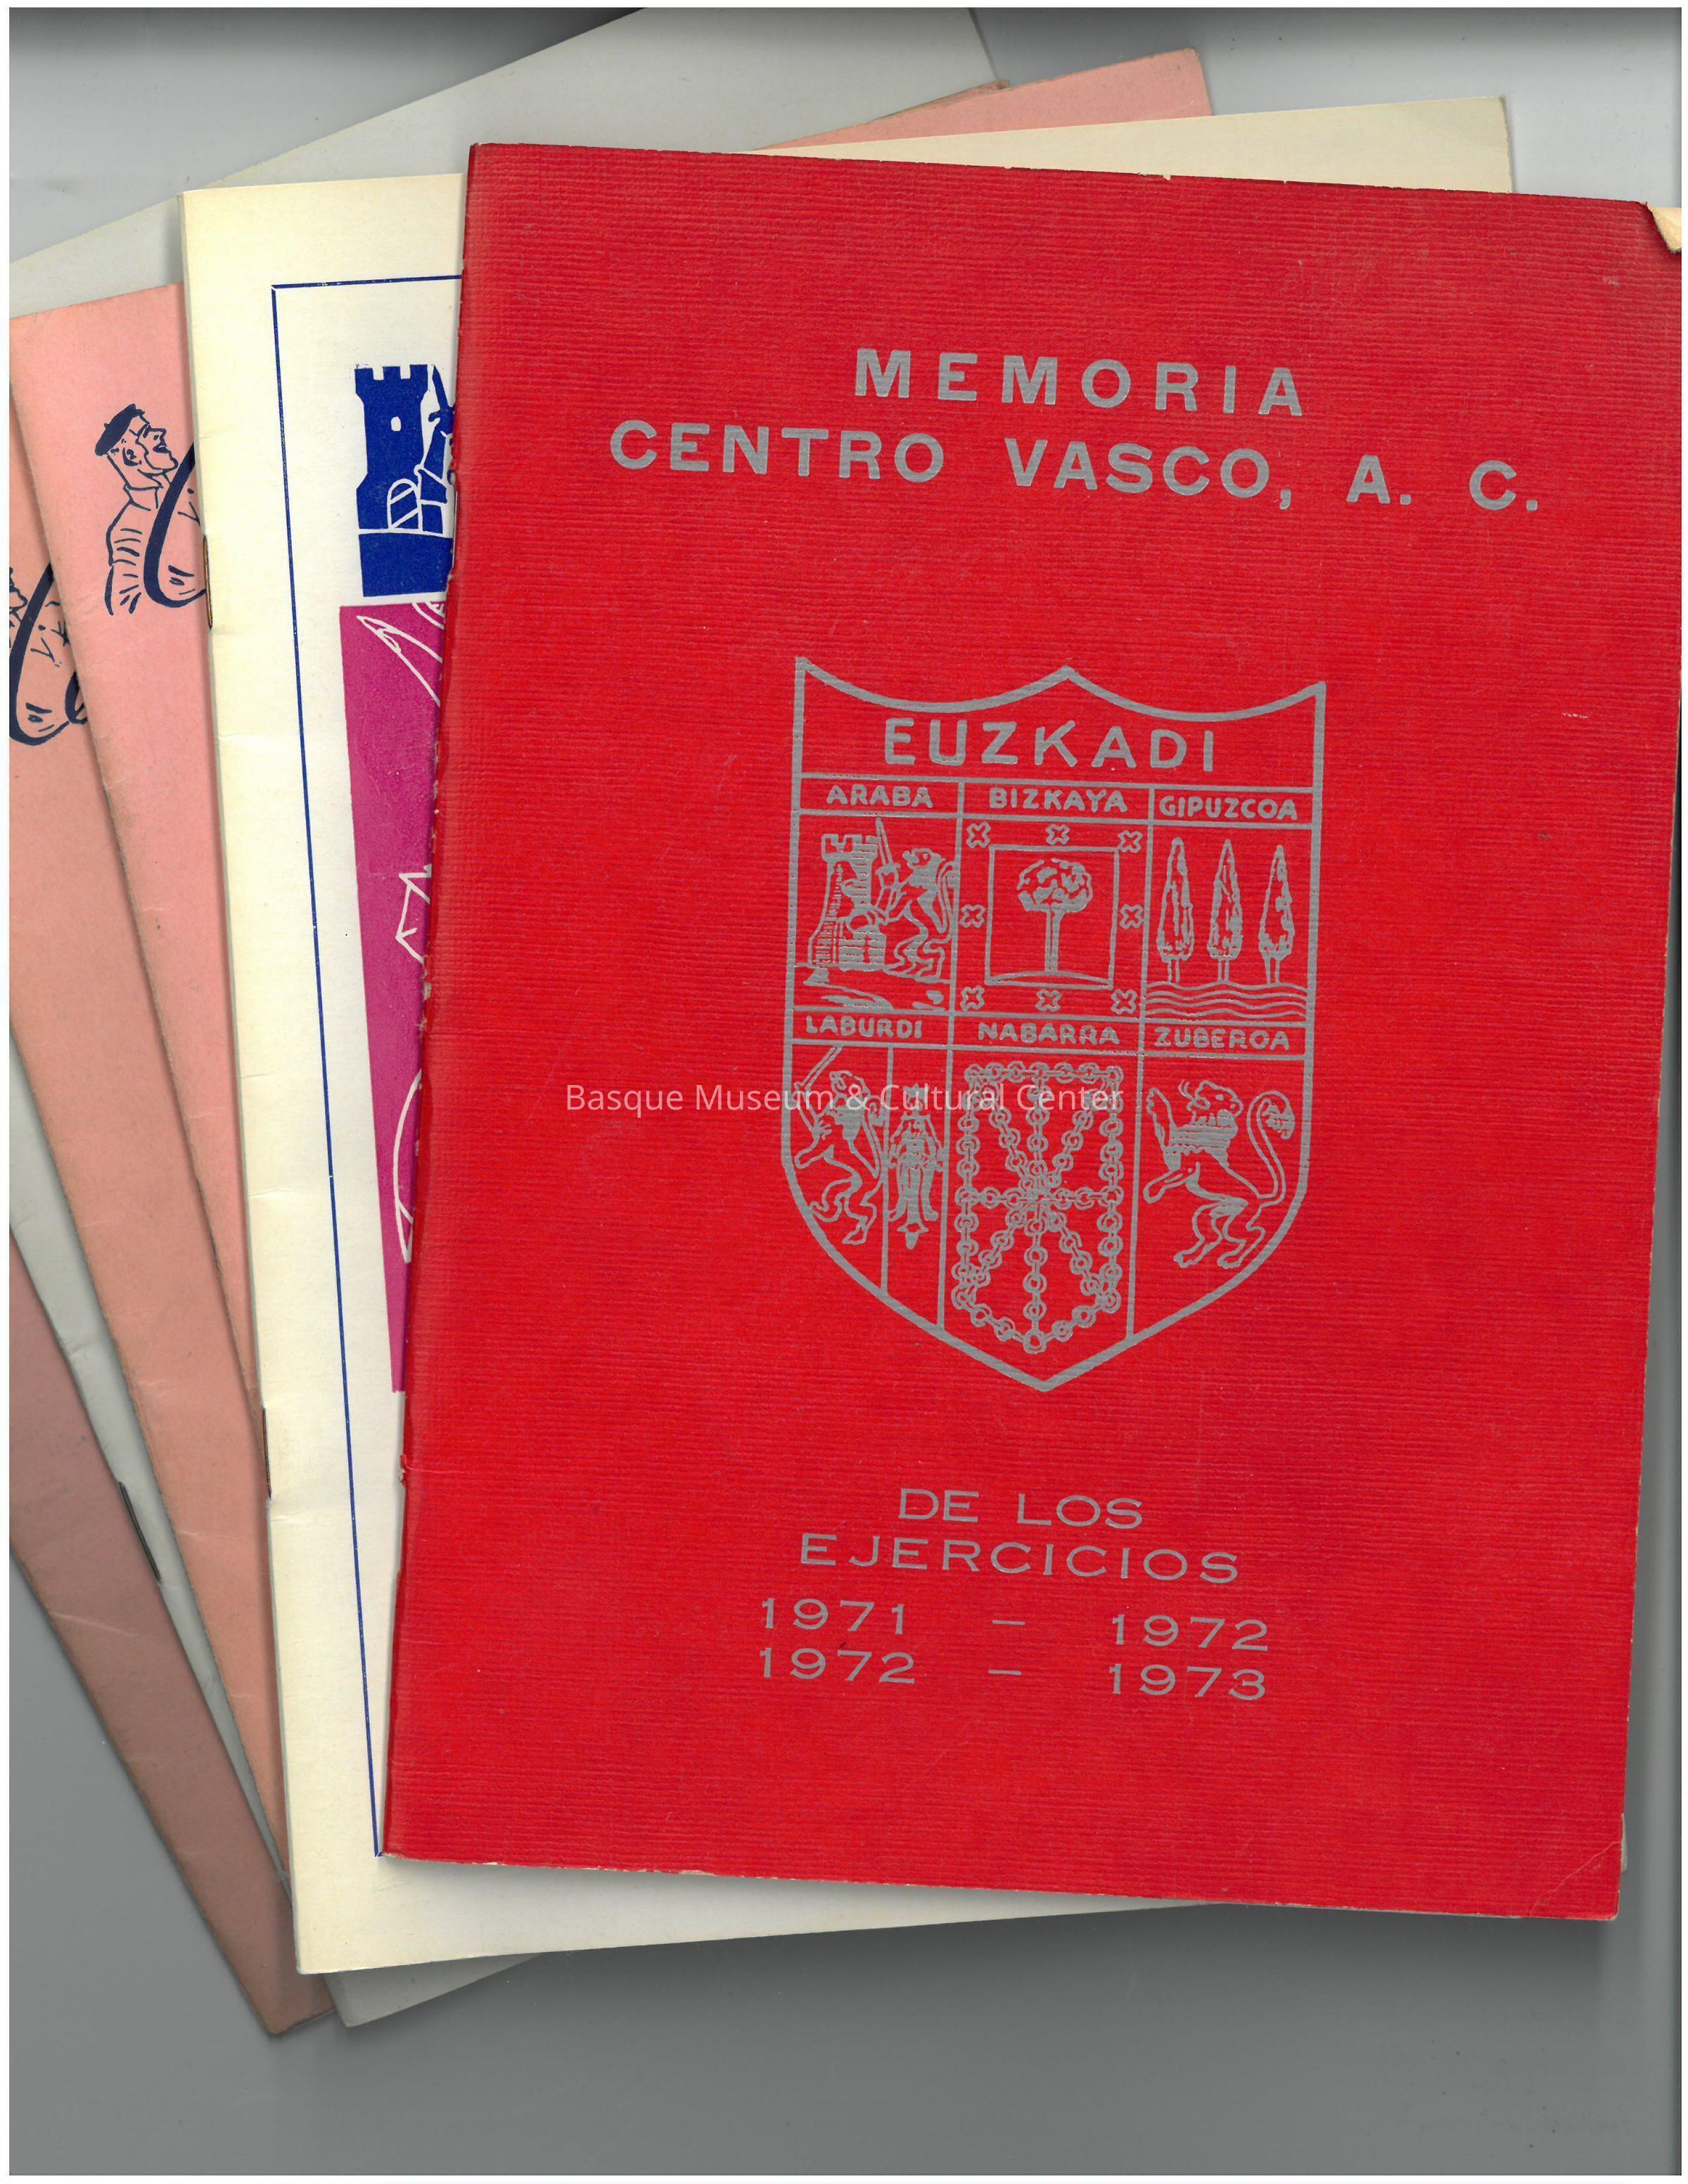 MEMORIA
CENTRO VASCO, A. C.
EUZKADI
ARABA BIZKAYA GIPUZCOA
LABURDI NABARRA ZUBEROA
Basque Museum & Cultural Center
DE LOS
EJERCICIOS
1971 — 1972
1972 — 1973